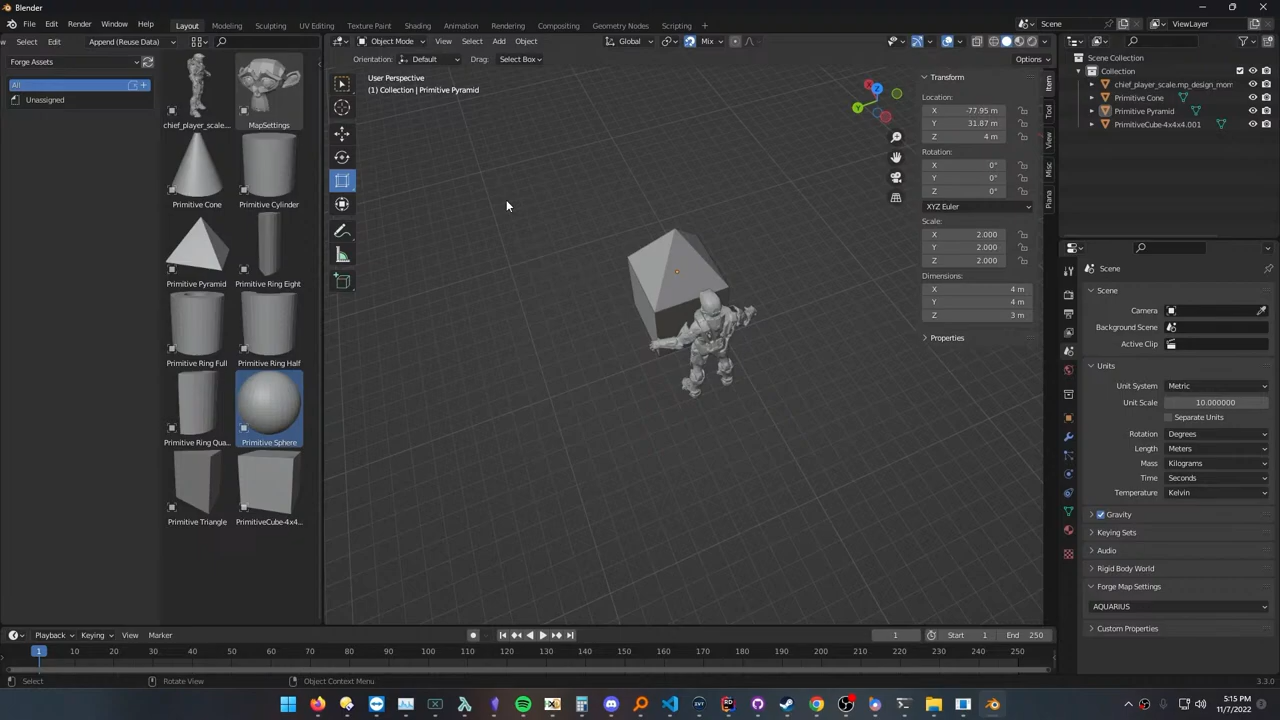 Blender
File Edit Render Window Help Layout Modeling Sculpting UV Editing Texture Paint Shading Animation Rendering Compositing Geometry Nodes Scripting + Scene ViewLayer
Select Edit Append (Reuse Data) Object Mode View Select Add Object Global Mix
Orientation: Default Drag: Select Box Options
Forge Assets
All
Unassigned
chief_player_scale... MapSettings
Primitive Cone Primitive Cylinder
Primitive Pyramid Primitive Ring Eight
Primitive Ring Full Primitive Ring Half
Primitive Ring Qua... Primitive Sphere
Primitive Triangle PrimitiveCube-4x4...
User Perspective
(1) Collection | Primitive Pyramid
Transform
Location:
X -77.95 m
Y 31.87 m
Z 4 m
Rotation:
X 0°
Y 0°
Z 0°
XYZ Euler
Scale:
X 2.000
Y 2.000
Z 2.000
Dimensions:
X 4 m
Y 4 m
Z 3 m
Properties
Item
Tool
View
Misc
Scene Collection
Collection
chief_player_scale.mp_design_mom
Primitive Cone
Primitive Pyramid
PrimitiveCube-4x4x4.001
Scene
Scene
Camera
Background Scene
Active Clip
Units
Unit System Metric
Unit Scale 10.000000
Separate Units
Rotation Degrees
Length Meters
Mass Kilograms
Time Seconds
Temperature Kelvin
Gravity
Keying Sets
Audio
Rigid Body World
Forge Map Settings
AQUARIUS
Custom Properties
Playback Keying View Marker 1 Start 1 End 250
1 10 20 30 40 50 60 70 80 90 100 110 120 130 140 150 160 170 180 190 200 210 220 230 240 250
Select Rotate View Object Context Menu 3.3.0
5:15 PM
11/7/2022